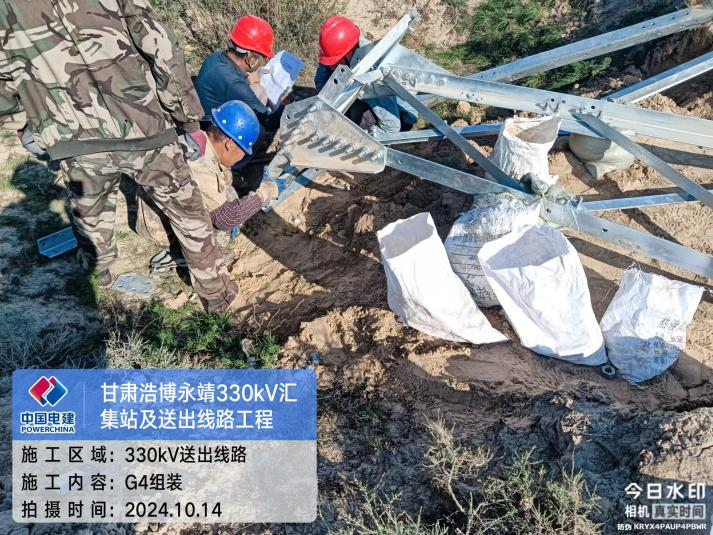 中国电建
POWERCHINA
甘肃浩博永靖330kV汇
集站及送出线路工程
施工区域：330kV送出线路
施工内容：G4组装
拍摄时间：2024.10.14
今日水印
相机 真实时间
防伪 KRYX4PAUP4PBWR